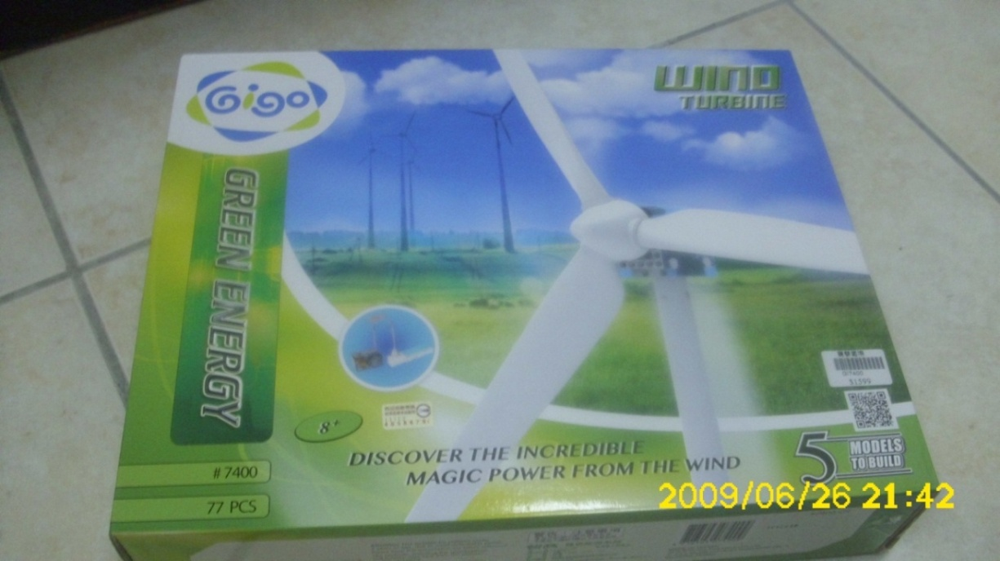 Gigo
WIND
TURBINE
GREEN ENERGY
8+
$1399
DISCOVER THE INCREDIBLE
MAGIC POWER FROM THE WIND
5 MODELS
TO BUILD
# 7400
77 PCS
2009/06/26 21:42